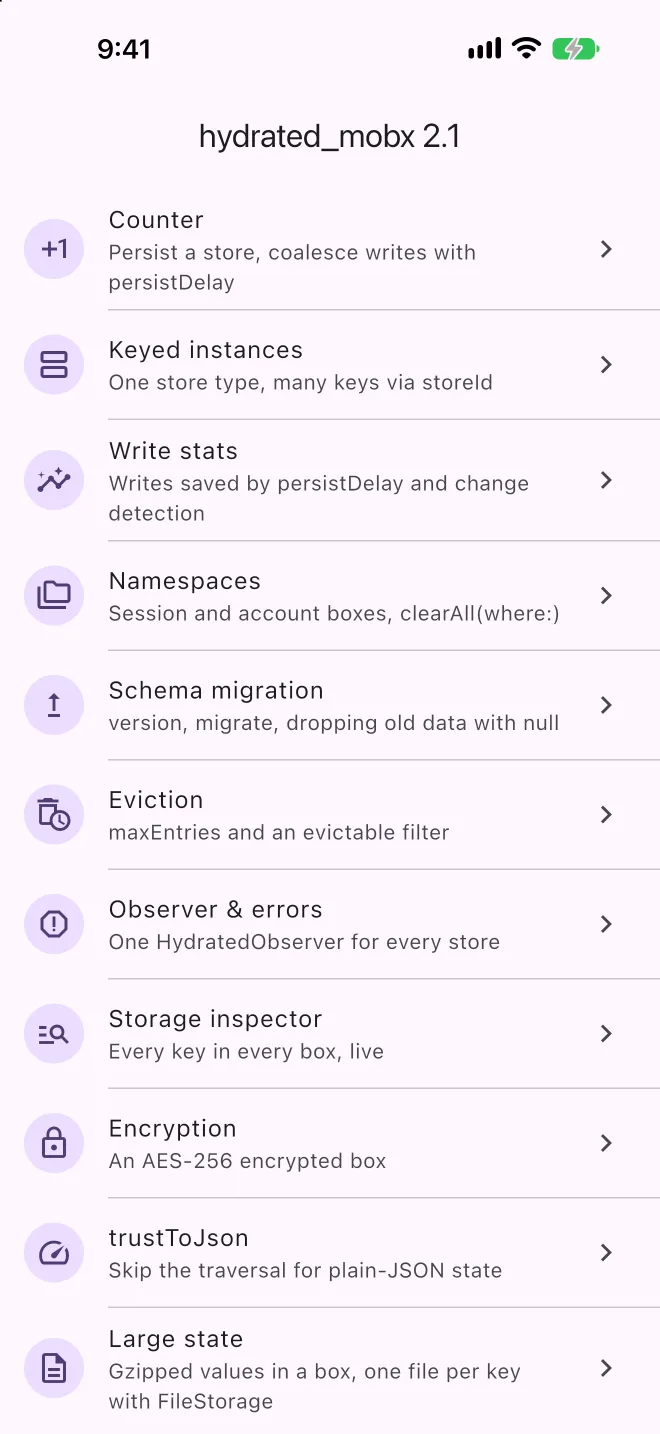 9:41
hydrated_mobx 2.1
+1
Counter
Persist a store, coalesce writes with
persistDelay
Keyed instances
One store type, many keys via storeId
Write stats
Writes saved by persistDelay and change
detection
Namespaces
Session and account boxes, clearAll(where:)
Schema migration
version, migrate, dropping old data with null
Eviction
maxEntries and an evictable filter
Observer & errors
One HydratedObserver for every store
Storage inspector
Every key in every box, live
Encryption
An AES-256 encrypted box
trustToJson
Skip the traversal for plain-JSON state
Large state
Gzipped values in a box, one file per key
with FileStorage